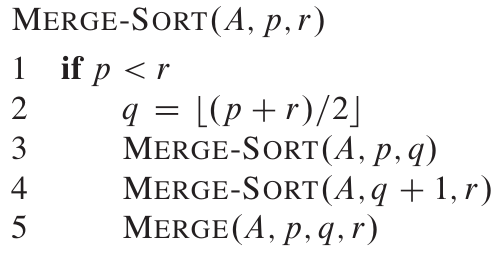 MERGE-SORT(A, p, r)
1 if p < r
2 q = ⌊(p + r)/2⌋
3 MERGE-SORT(A, p, q)
4 MERGE-SORT(A, q + 1, r)
5 MERGE(A, p, q, r)